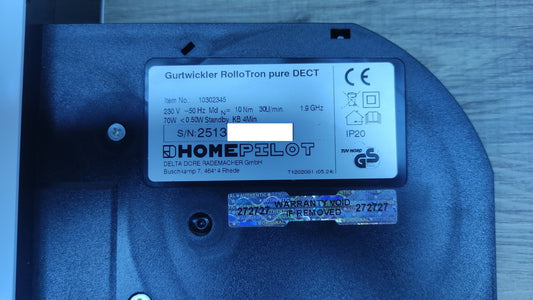 Gurtwickler RolloTron pure DECT
Item No.: 10302345
230 V ~50 Hz Md N= 10 Nm 30U/min. 1.9 GHz
70W < 0.50W Standby KB 4Min
S/N: 2513
HOMEPILOT
DELTA DORE RADEMACHER GmbH
Buschkamp 7, 46414 Rhede
CE
IP20
TÜV NORD
GS
WARRANTY VOID
IF REMOVED
272727
272727